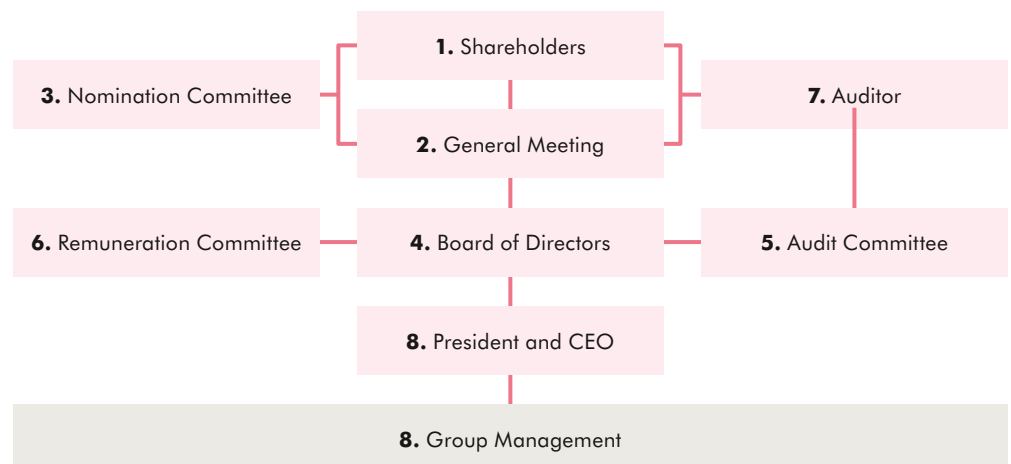 1. Shareholders
3. Nomination Committee
7. Auditor
2. General Meeting
6. Remuneration Committee
4. Board of Directors
5. Audit Committee
8. President and CEO
8. Group Management